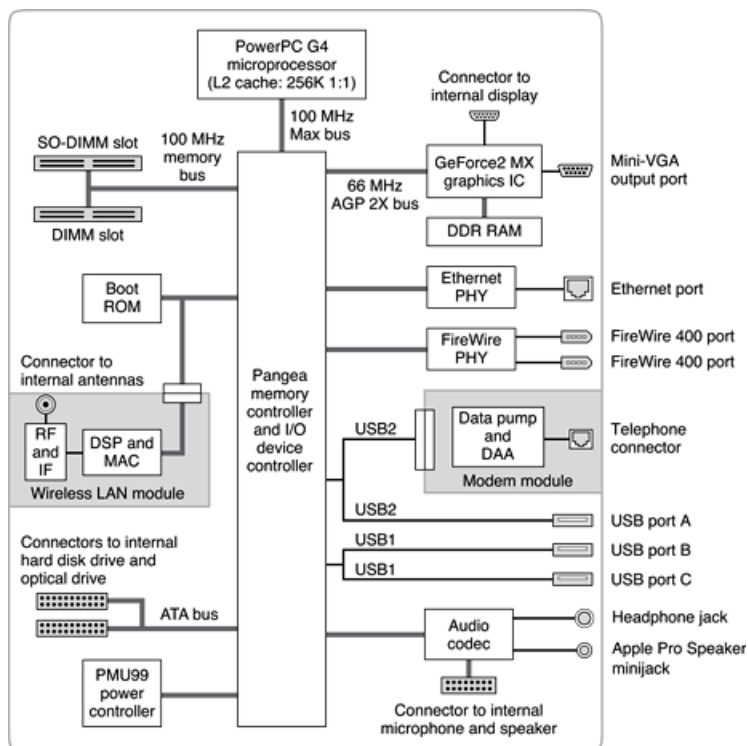 PowerPC G4
microprocessor
(L2 cache: 256K 1:1)
100 MHz
Max bus
Connector to
internal display
SO-DIMM slot
100 MHz
memory
bus
DIMM slot
GeForce2 MX
graphics IC
Mini-VGA
output port
66 MHz
AGP 2X bus
DDR RAM
Boot
ROM
Ethernet
PHY
Ethernet port
FireWire
PHY
FireWire 400 port
FireWire 400 port
Connector to
internal antennas
Pangea
memory
controller
and I/O
device
controller
RF
and
IF
DSP and
MAC
Wireless LAN module
USB2
Data pump
and
DAA
Telephone
connector
Modem module
USB2
USB port A
USB1
USB port B
USB1
USB port C
Connectors to internal
hard disk drive and
optical drive
ATA bus
Audio
codec
Headphone jack
Apple Pro Speaker
minijack
PMU99
power
controller
Connector to internal
microphone and speaker